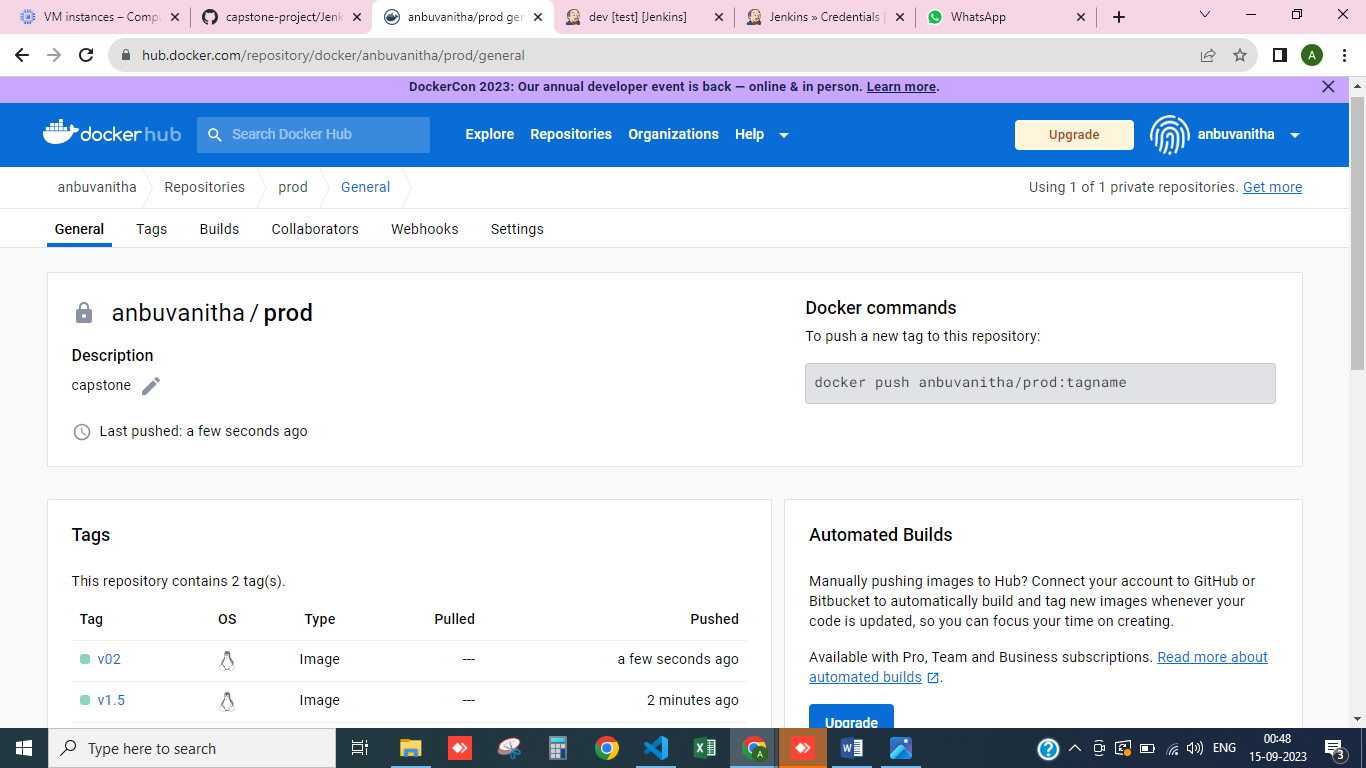 VM instances – Compu
capstone-project/Jenk
anbuvanitha/prod gen
dev [test] [Jenkins]
Jenkins » Credentials [
WhatsApp
hub.docker.com/repository/docker/anbuvanitha/prod/general
A
DockerCon 2023: Our annual developer event is back — online & in person. Learn more.
docker hub
Search Docker Hub
Explore
Repositories
Organizations
Help
Upgrade
anbuvanitha
anbuvanitha
Repositories
prod
General
Using 1 of 1 private repositories. Get more
General
Tags
Builds
Collaborators
Webhooks
Settings
anbuvanitha / prod
Description
capstone
Last pushed: a few seconds ago
Docker commands
To push a new tag to this repository:
docker push anbuvanitha/prod:tagname
Tags
This repository contains 2 tag(s).
Tag OS Type Pulled Pushed
v02 Image --- a few seconds ago
v1.5 Image --- 2 minutes ago
Automated Builds
Manually pushing images to Hub? Connect your account to GitHub or
Bitbucket to automatically build and tag new images whenever your
code is updated, so you can focus your time on creating.
Available with Pro, Team and Business subscriptions. Read more about
automated builds.
Upgrade
Type here to search
A
ENG
00:48
15-09-2023
3